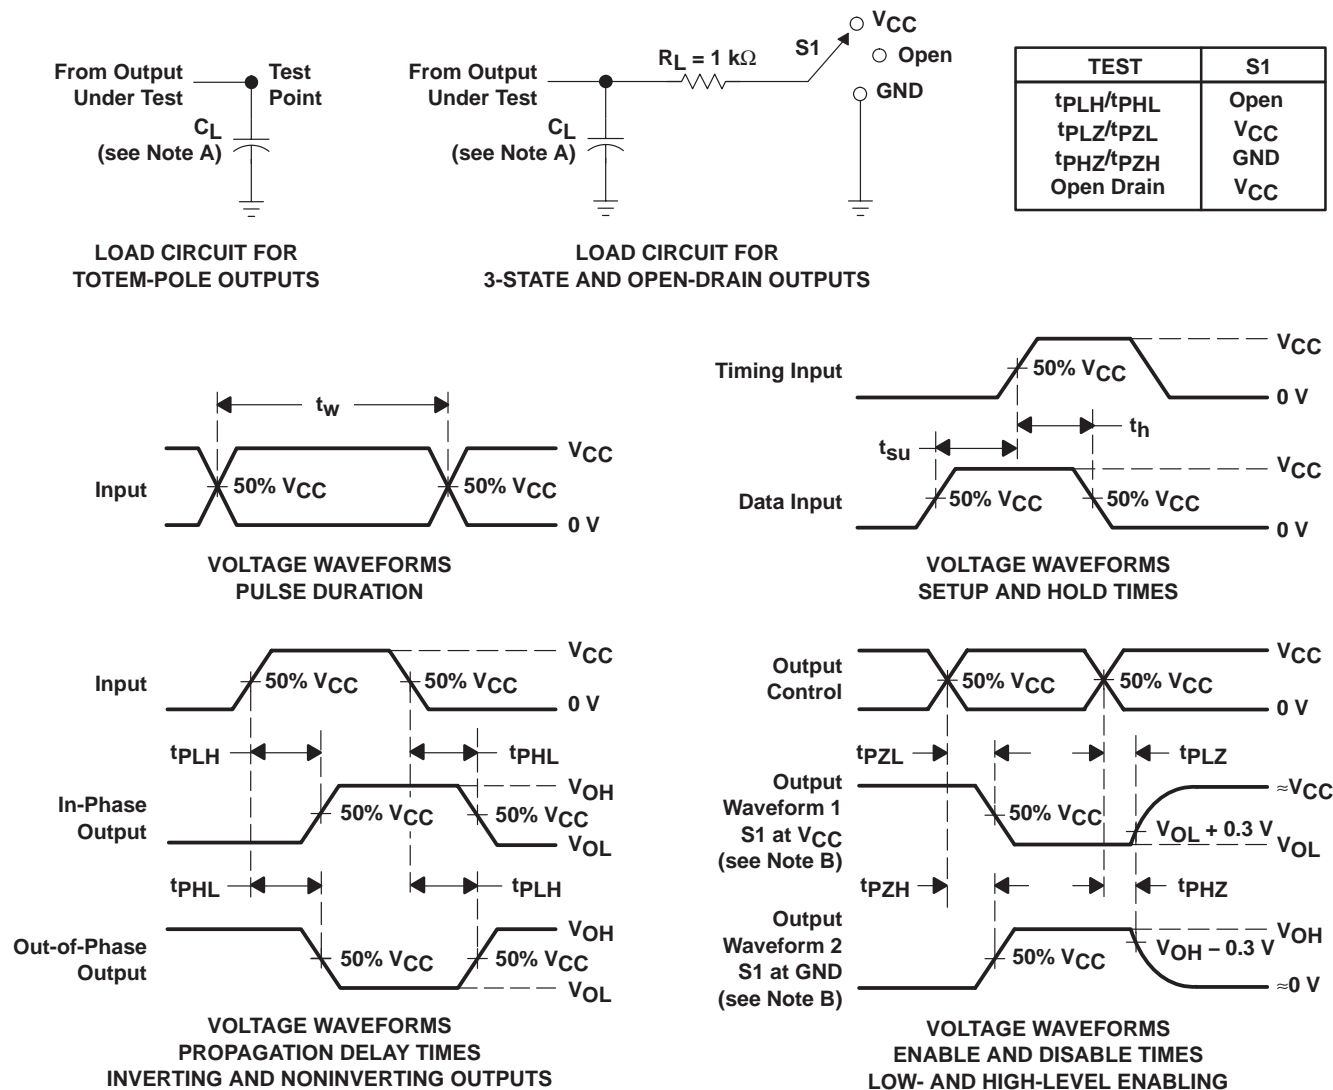 From Output
Under Test
Test
Point
CL
(see Note A)
LOAD CIRCUIT FOR
TOTEM-POLE OUTPUTS
From Output
Under Test
CL
(see Note A)
RL = 1 kΩ
S1
VCC
Open
GND
LOAD CIRCUIT FOR
3-STATE AND OPEN-DRAIN OUTPUTS
TEST S1
tPLH/tPHL Open
tPLZ/tPZL VCC
tPHZ/tPZH GND
Open Drain VCC
tw
Input
50% VCC
50% VCC
VCC
0 V
VOLTAGE WAVEFORMS
PULSE DURATION
Timing Input
50% VCC
VCC
0 V
tsu
th
Data Input
50% VCC
50% VCC
VCC
0 V
VOLTAGE WAVEFORMS
SETUP AND HOLD TIMES
Input
50% VCC
50% VCC
VCC
0 V
tPLH
tPHL
In-Phase
Output
50% VCC
50% VCC
VOH
VOL
tPHL
tPLH
Out-of-Phase
Output
50% VCC
50% VCC
VOH
VOL
VOLTAGE WAVEFORMS
PROPAGATION DELAY TIMES
INVERTING AND NONINVERTING OUTPUTS
Output
Control
50% VCC
50% VCC
VCC
0 V
tPZL
tPLZ
Output
Waveform 1
S1 at VCC
(see Note B)
50% VCC
VOL + 0.3 V
≈VCC
VOL
tPZH
tPHZ
Output
Waveform 2
S1 at GND
(see Note B)
50% VCC
VOH − 0.3 V
VOH
≈0 V
VOLTAGE WAVEFORMS
ENABLE AND DISABLE TIMES
LOW- AND HIGH-LEVEL ENABLING